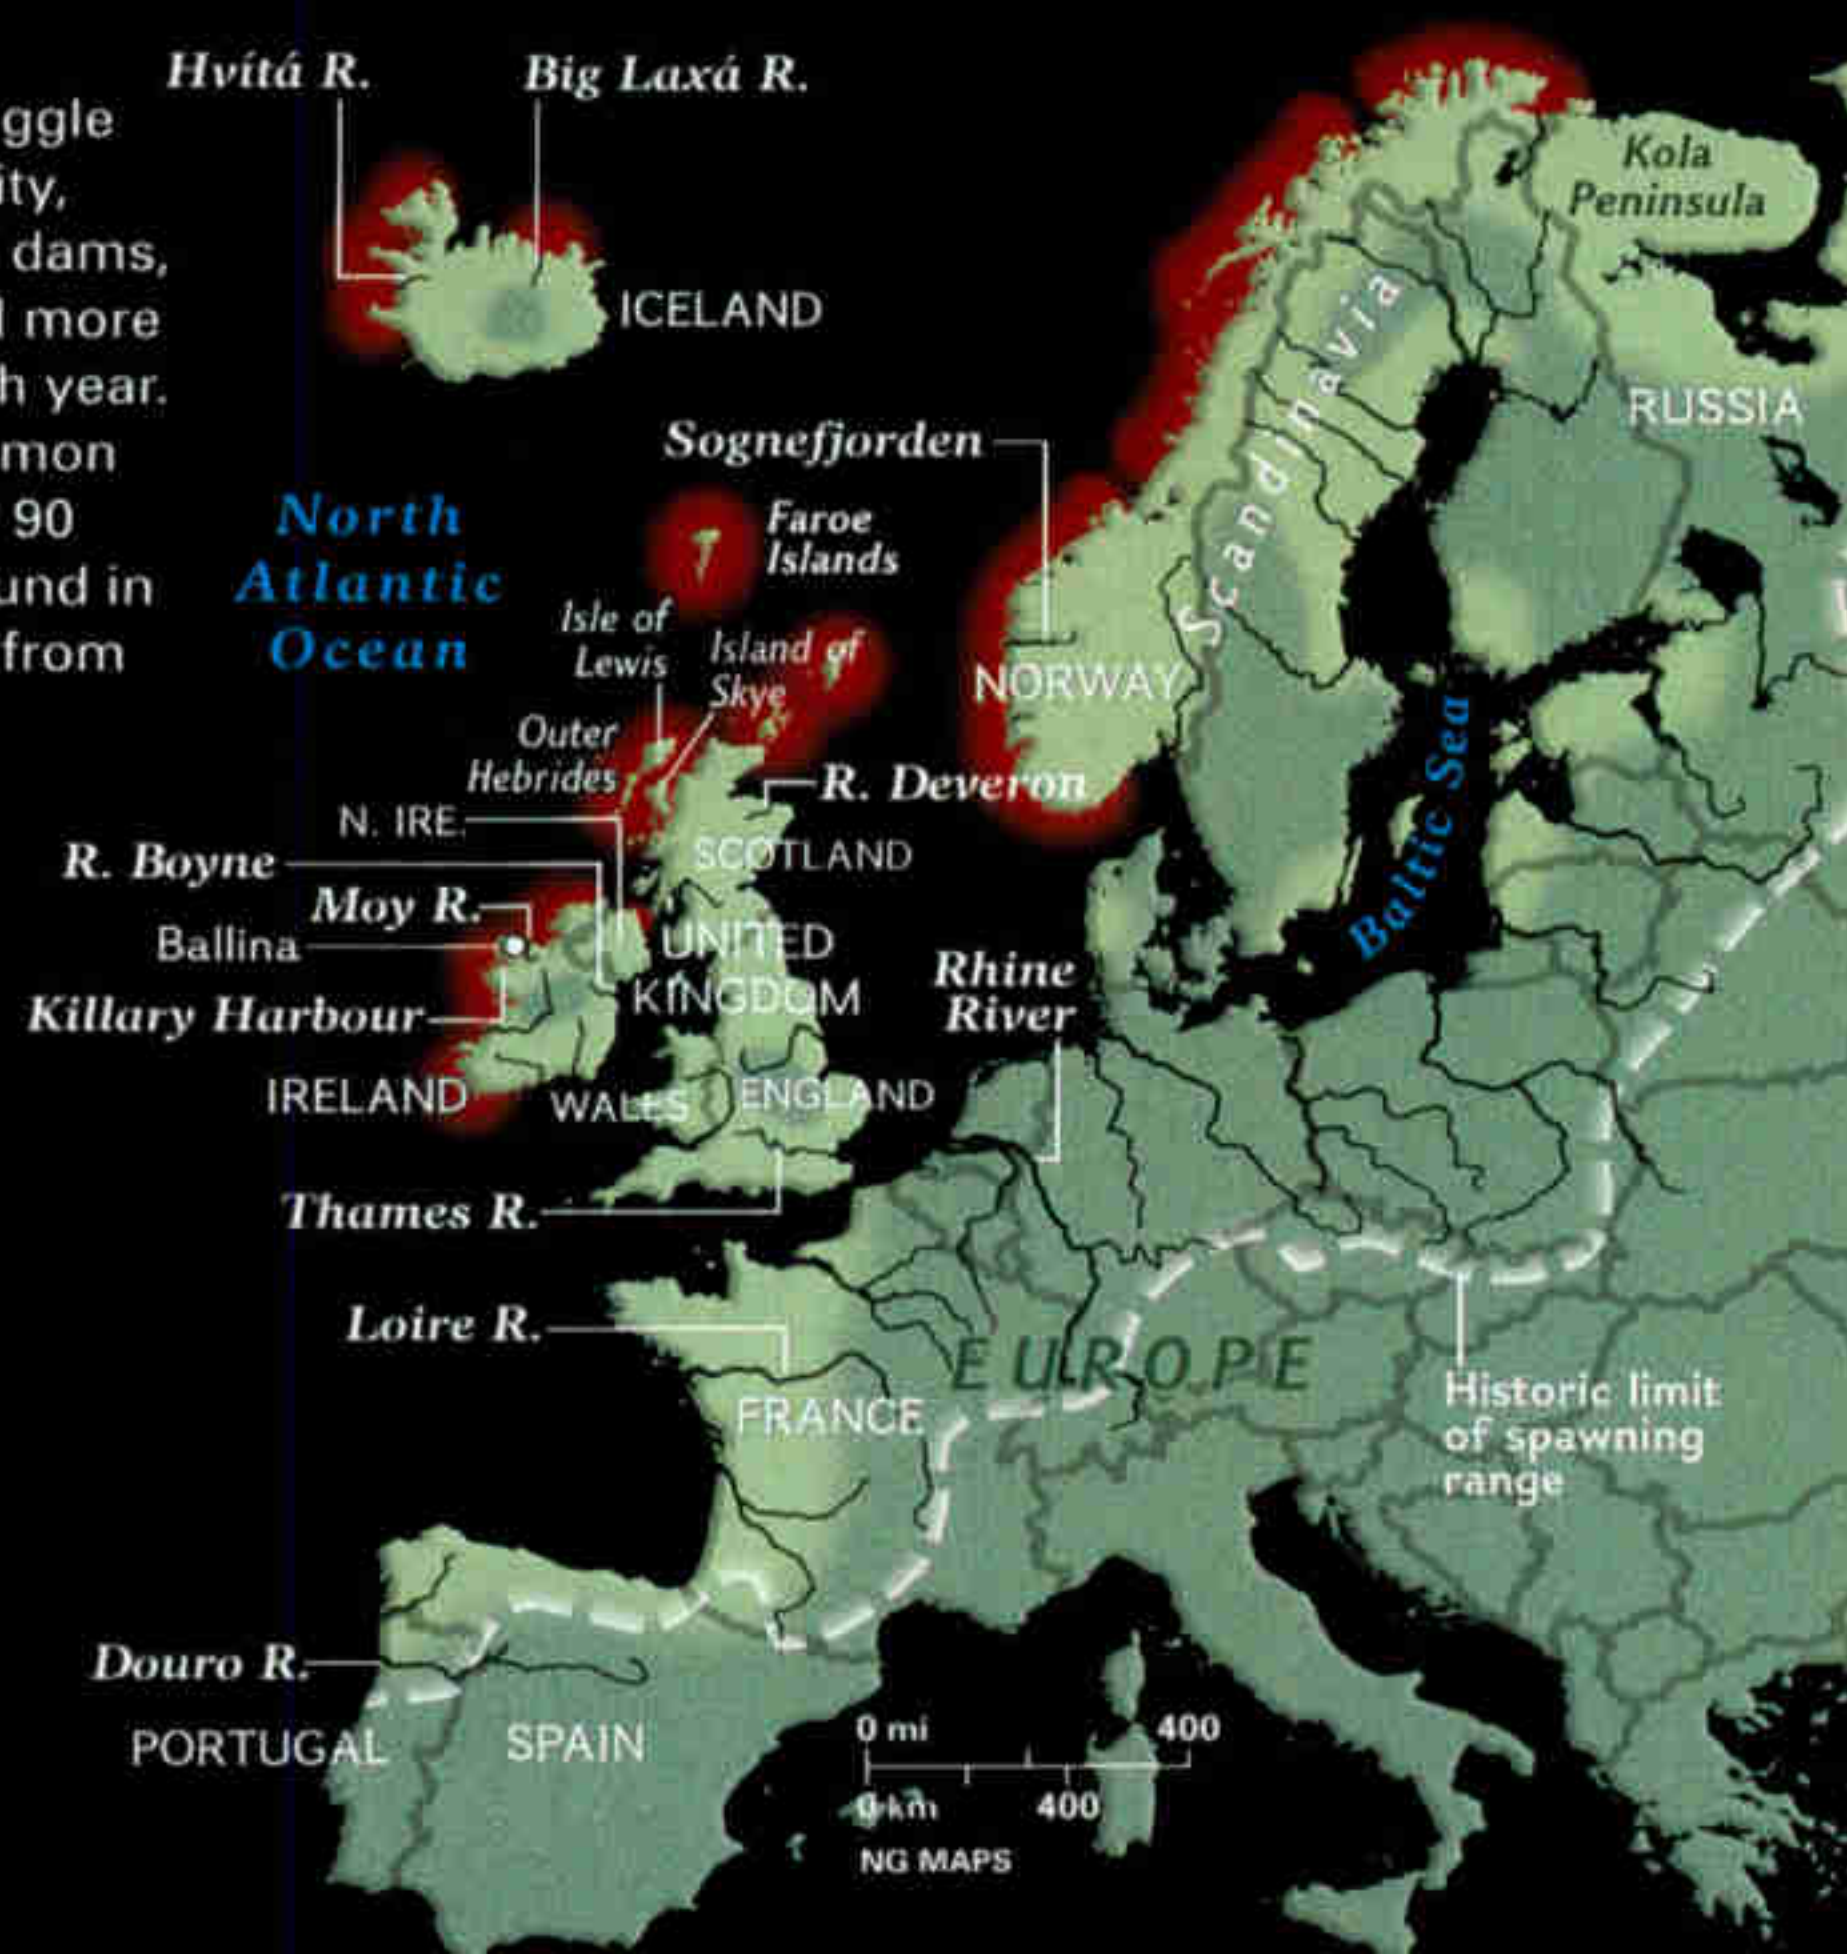 ggle
ity,
dams,
more
h year.
mon
90
und in
from
Hvítá R.
Big Laxá R.
ICELAND
Kola
Peninsula
RUSSIA
Scandinavia
Sognefjorden
North
Atlantic
Ocean
Faroe
Islands
Isle of
Lewis
Island of
Skye
NORWAY
Outer
Hebrides
R. Deveron
Baltic Sea
N. IRE.
SCOTLAND
R. Boyne
Moy R.
Ballina
UNITED
KINGDOM
Killary Harbour
Rhine
River
IRELAND
WALES
ENGLAND
Thames R.
Loire R.
EUROPE
FRANCE
Historic limit
of spawning
range
Douro R.
PORTUGAL
SPAIN
0 mi 400
0 km 400
NG MAPS